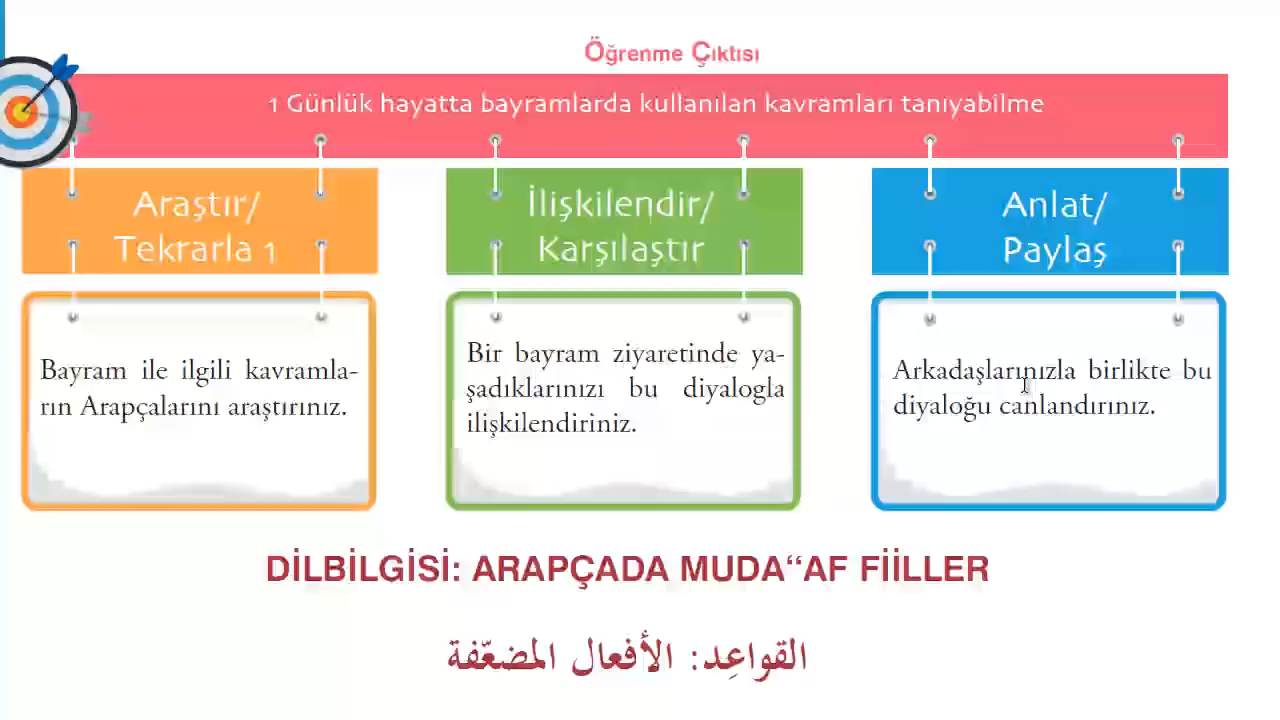 Öğrenme Çıktısı
1 Günlük hayatta bayramlarda kullanılan kavramları tanıyabilme
Araştır/
Tekrarla 1
Bayram ile ilgili kavramla-
rın Arapçalarını araştırınız.
İlişkilendir/
Karşılaştır
Bir bayram ziyaretinde ya-
şadıklarınızı bu diyalogla
ilişkilendiriniz.
Anlat/
Paylaş
Arkadaşlarınızla birlikte bu
diyaloğu canlandırınız.
DİLBİLGİSİ: ARAPÇADA MUDA“AF FİİLLER
القواعِد: الأفعال المضعّفة